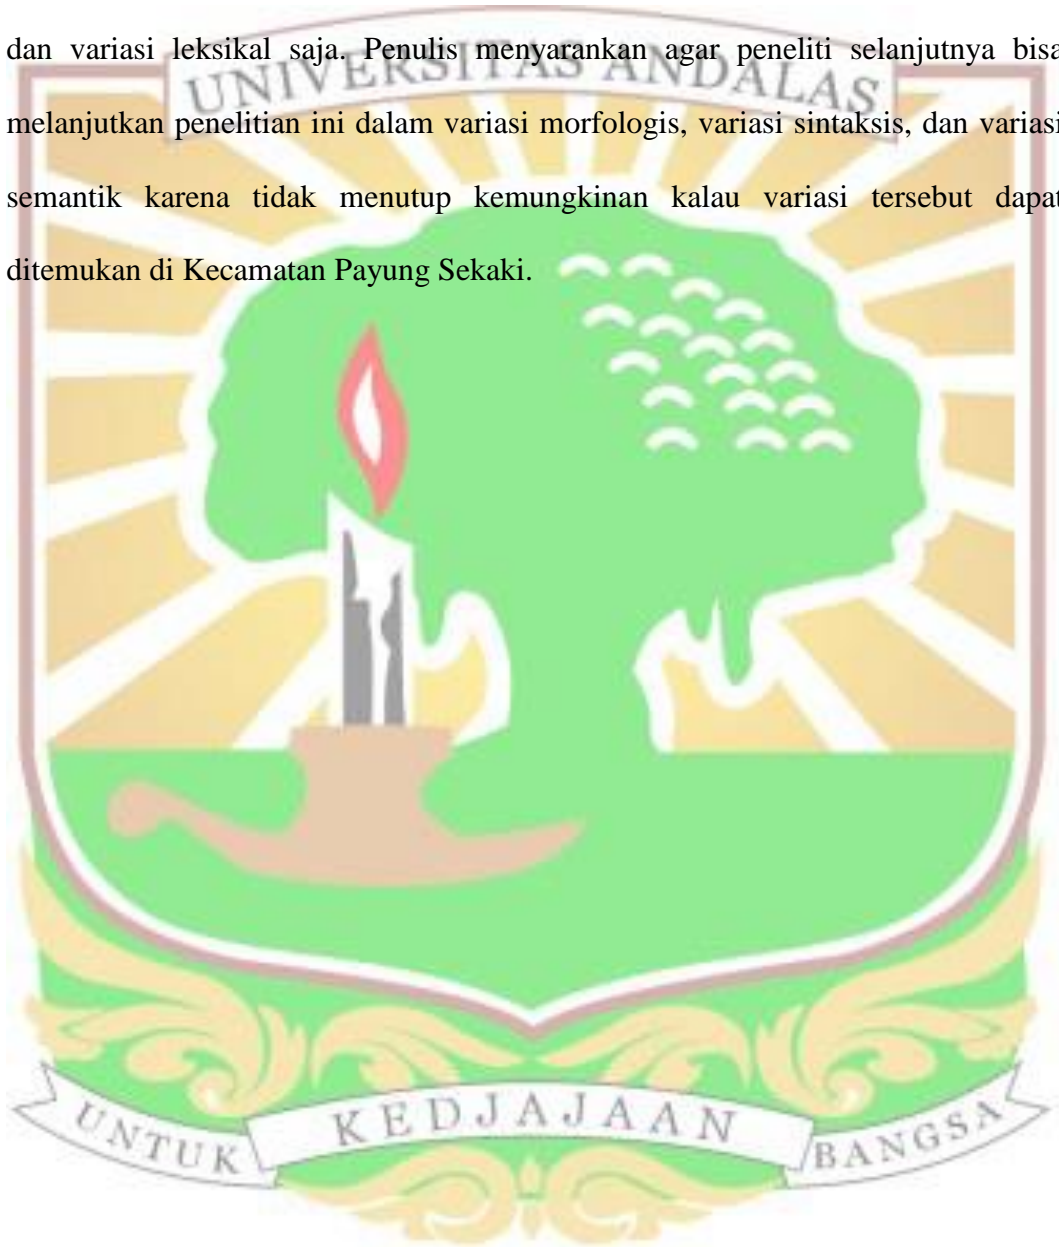 dan variasi leksikal saja. Penulis menyarankan agar peneliti selanjutnya bisa
UNIVERSITAS ANDALAS
melanjutkan penelitian ini dalam variasi morfologis, variasi sintaksis, dan variasi
semantik karena tidak menutup kemungkinan kalau variasi tersebut dapat
ditemukan di Kecamatan Payung Sekaki.
UNTUK KEDJAJAAN BANGSA